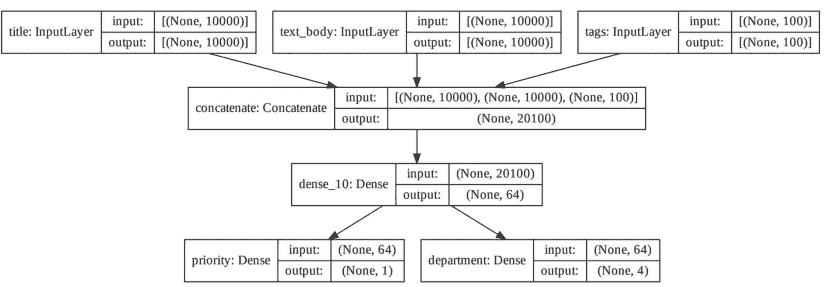 title: InputLayer input: [(None, 10000)] output: [(None, 10000)]
text_body: InputLayer input: [(None, 10000)] output: [(None, 10000)]
tags: InputLayer input: [(None, 100)] output: [(None, 100)]
concatenate: Concatenate input: [(None, 10000), (None, 10000), (None, 100)] output: (None, 20100)
dense_10: Dense input: (None, 20100) output: (None, 64)
priority: Dense input: (None, 64) output: (None, 1)
department: Dense input: (None, 64) output: (None, 4)